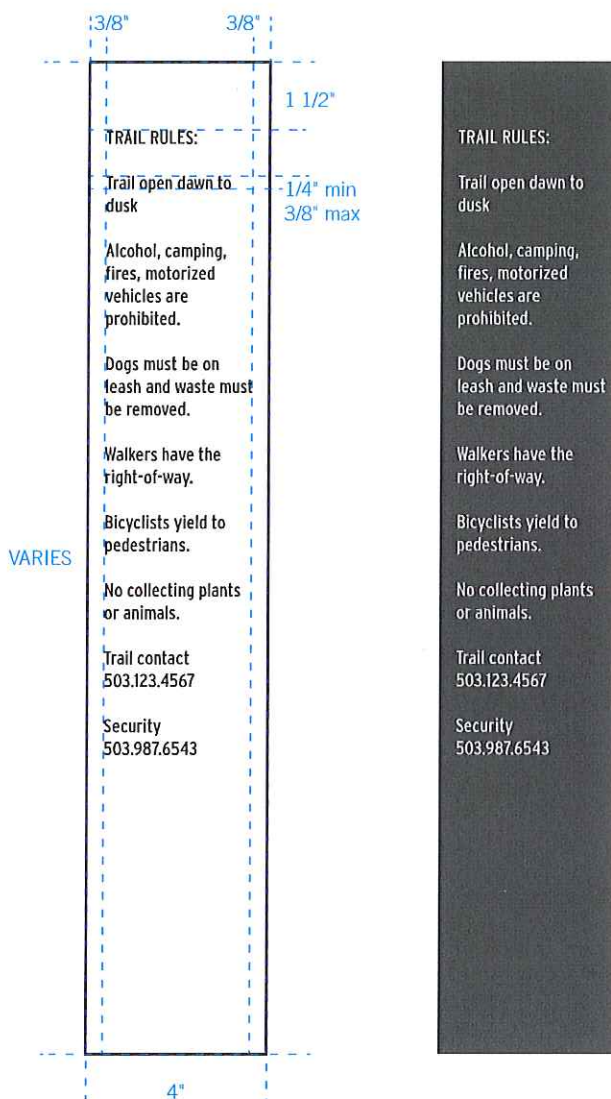 3/8" 3/8"
1 1/2"
TRAIL RULES:
Trail open dawn to
dusk
1/4" min
3/8" max
Alcohol, camping,
fires, motorized
vehicles are
prohibited.
Dogs must be on
leash and waste must
be removed.
Walkers have the
right-of-way.
Bicyclists yield to
pedestrians.
VARIES
No collecting plants
or animals.
Trail contact
503.123.4567
Security
503.987.6543
4"
TRAIL RULES:
Trail open dawn to
dusk
Alcohol, camping,
fires, motorized
vehicles are
prohibited.
Dogs must be on
leash and waste must
be removed.
Walkers have the
right-of-way.
Bicyclists yield to
pedestrians.
No collecting plants
or animals.
Trail contact
503.123.4567
Security
503.987.6543